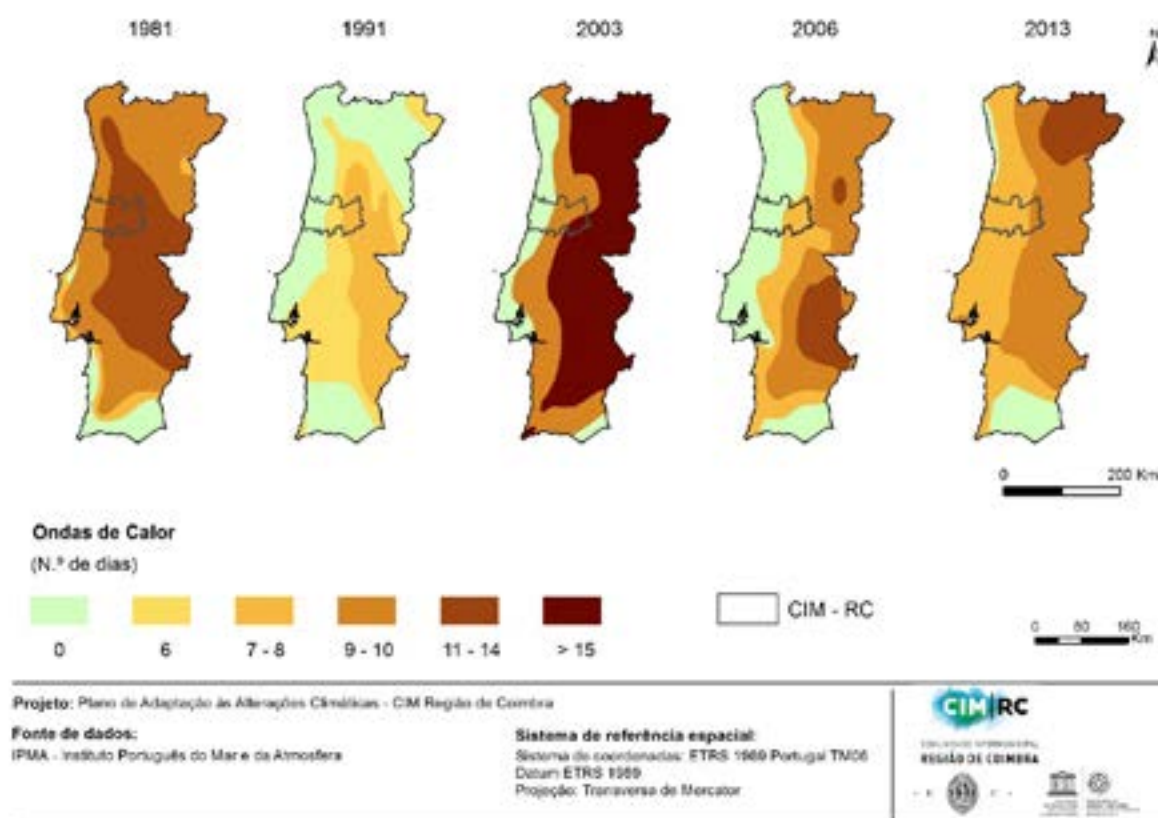 1981 1991 2003 2006 2013
0 200 Km
Ondas de Calor
(N.º de dias)
0 6 7 - 8 9 - 10 11 - 14 > 15
CIM - RC
0 80 160
Km
Projeto: Plano de Adaptação às Alterações Climáticas - CIM Região de Coimbra
Fonte de dados:
IPMA - Instituto Português do Mar e da Atmosfera
Sistema de referência espacial:
Sistema de coordenadas: ETRS 1989 Portugal TM06
Datum ETRS 1989
Projeção: Transversa de Mercator
CIM|RC
REGIÃO DE COIMBRA